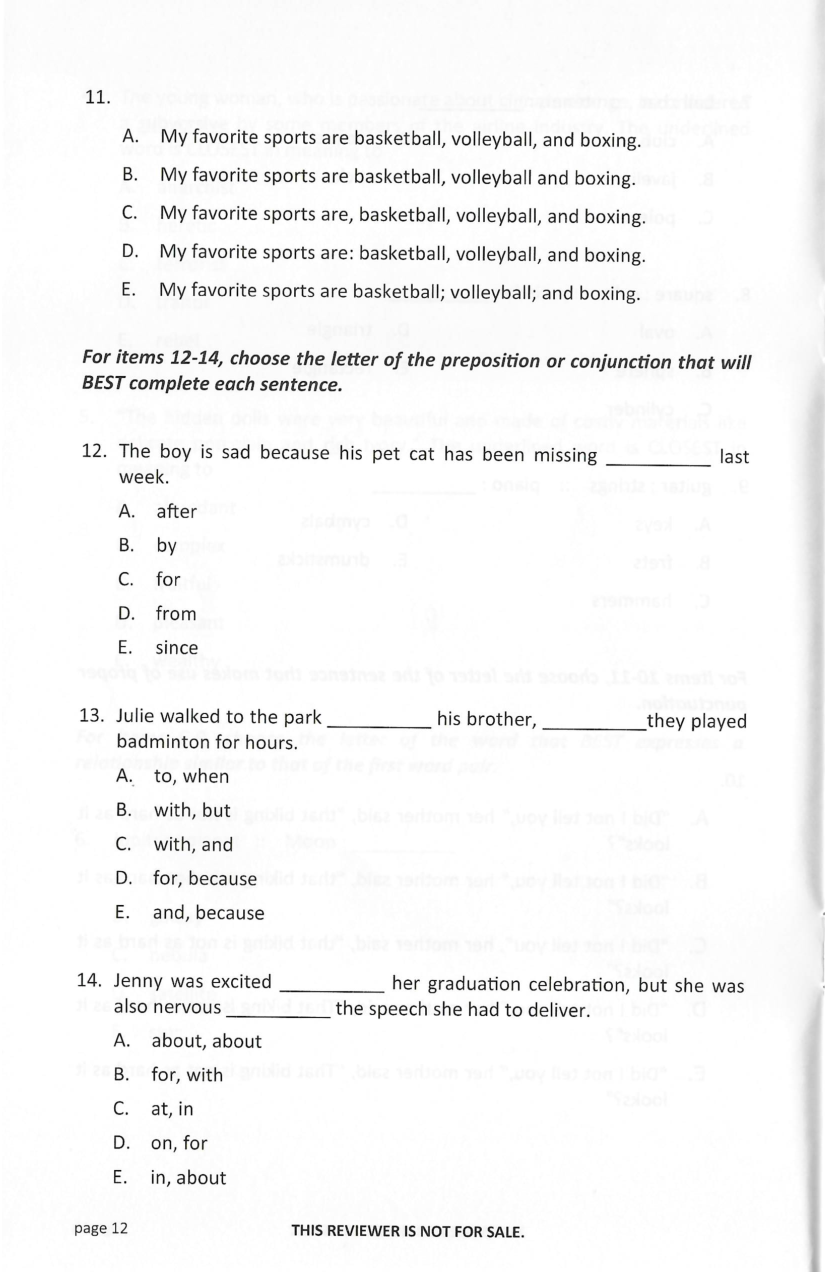 11.
A. My favorite sports are basketball, volleyball, and boxing.
B. My favorite sports are basketball, volleyball and boxing.
C. My favorite sports are, basketball, volleyball, and boxing.
D. My favorite sports are: basketball, volleyball, and boxing.
E. My favorite sports are basketball; volleyball; and boxing.
For items 12-14, choose the letter of the preposition or conjunction that will
BEST complete each sentence.
12. The boy is sad because his pet cat has been missing __________ last
week.
A. after
B. by
C. for
D. from
E. since
13. Julie walked to the park __________ his brother, __________they played
badminton for hours.
A. to, when
B. with, but
C. with, and
D. for, because
E. and, because
14. Jenny was excited __________ her graduation celebration, but she was
also nervous __________ the speech she had to deliver.
A. about, about
B. for, with
C. at, in
D. on, for
E. in, about
page 12 THIS REVIEWER IS NOT FOR SALE.